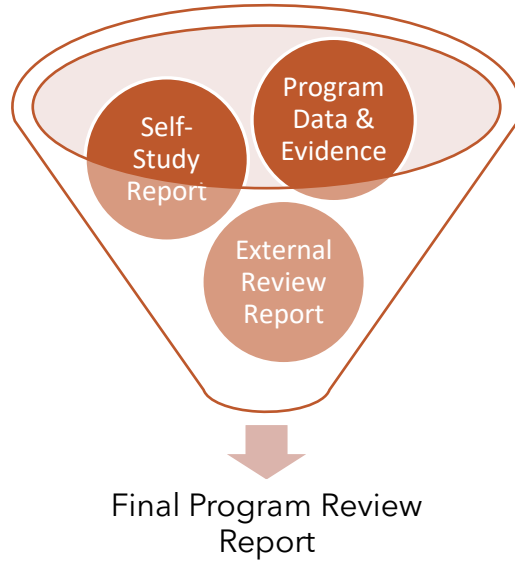 Program
Data &
Evidence
Self-
Study
Report
External
Review
Report
Final Program Review
Report